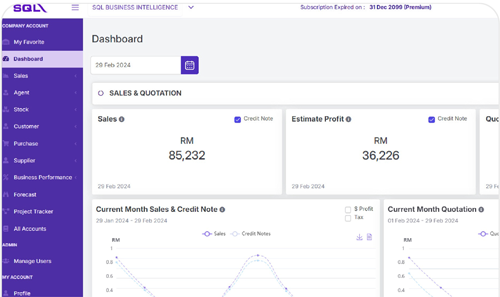 SQL
SQL BUSINESS INTELLIGENCE
Subscription Expired on : 31 Dec 2099 (Premium)
COMPANY ACCOUNT
My Favorite
Dashboard
Sales
Agent
Stock
Customer
Purchase
Supplier
Business Performance
Forecast
Project Tracker
All Accounts
ADMIN
Manage Users
MY ACCOUNT
Profile
Dashboard
29 Feb 2024
SALES & QUOTATION
Sales
Credit Note
RM
85,232
29 Feb 2024
Estimate Profit
Credit Note
RM
36,226
29 Feb 2024
Quo
29 Fe
Current Month Sales & Credit Note
29 Jan 2024 - 29 Feb 2024
$ Profit
Tax
Sales
Credit Notes
RM
1
0.8
0.6
0.4
Current Month Quotation
01 Feb 2024 - 29 Feb 2024
Quo
RM
1
0.8
0.6
0.4